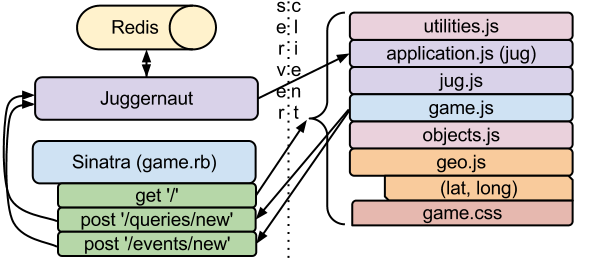 Redis
Juggernaut
Sinatra (game.rb)
get '/'
post '/queries/new'
post '/events/new'
server
client
utilities.js
application.js (jug)
jug.js
game.js
objects.js
geo.js
(lat, long)
game.css